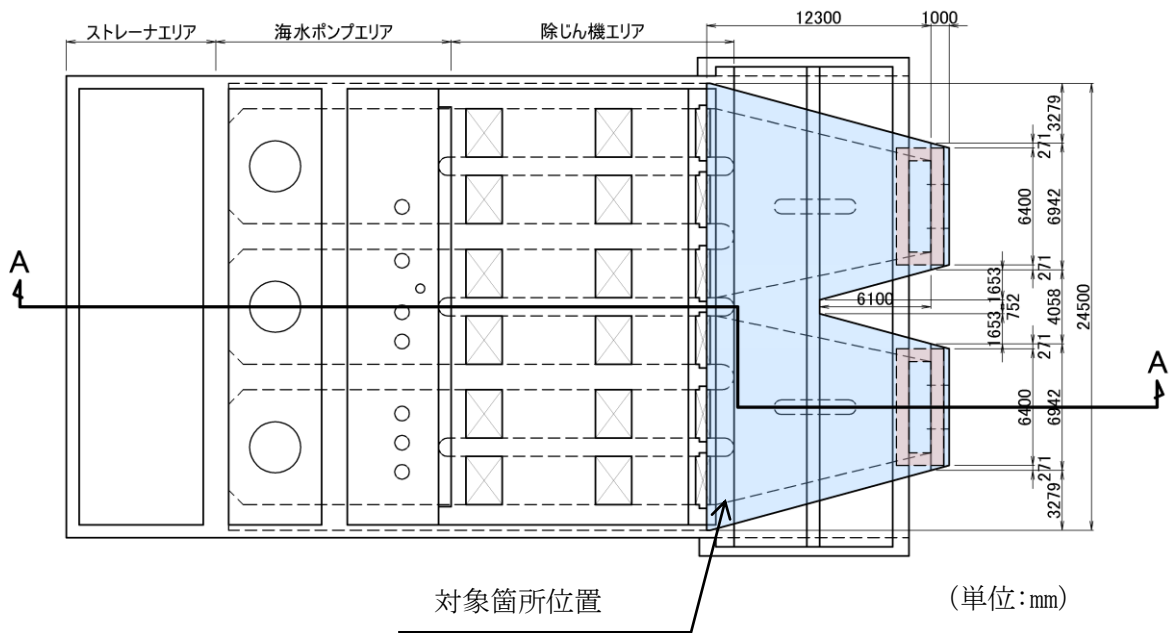 12300
1000
ストレーナエリア
海水ポンプエリア
除じん機エリア
3279
271
6942
6400
271
1653
752
1653
4058
24500
6100
271
6400
6942
271
3279
A
A
対象箇所位置
(単位:mm)